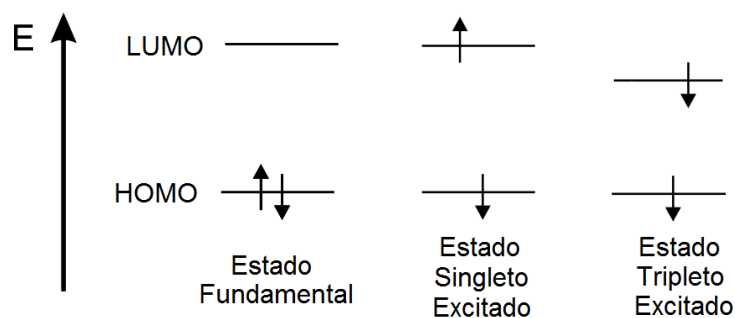 E
LUMO
HOMO
Estado
Fundamental
Estado
Singleto
Excitado
Estado
Tripleto
Excitado